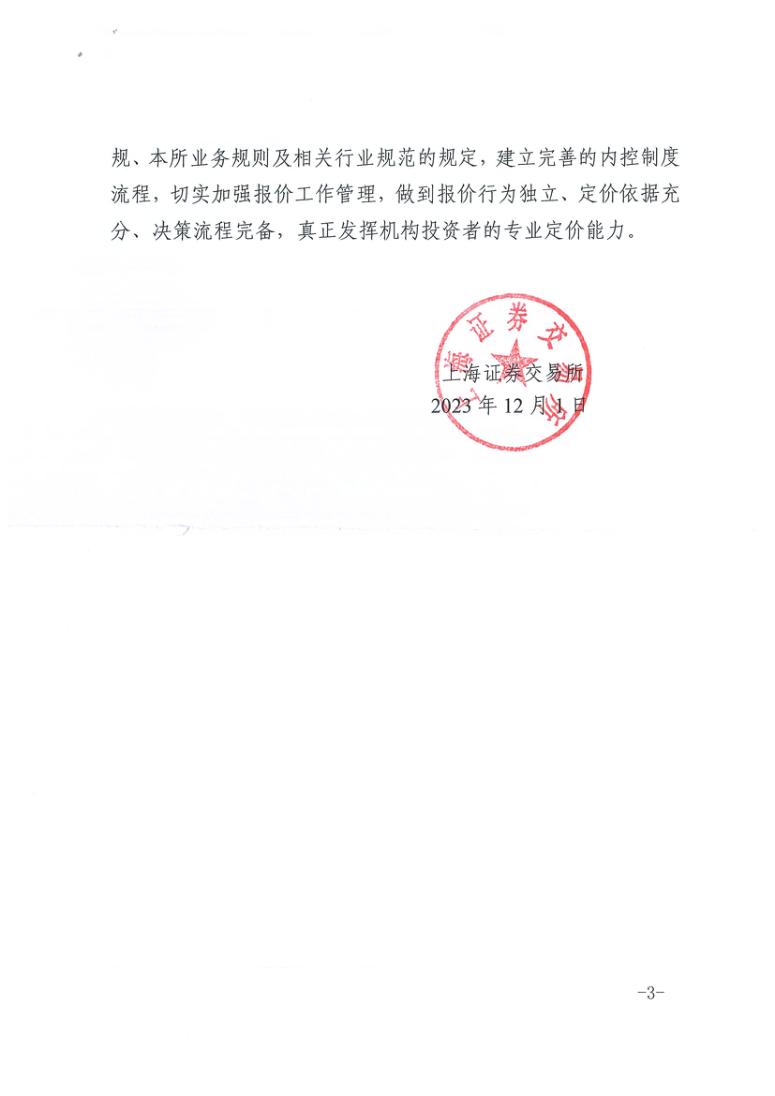 规、本所业务规则及相关行业规范的规定，建立完善的内控制度
流程，切实加强报价工作管理，做到报价行为独立、定价依据充
分、决策流程完备，真正发挥机构投资者的专业定价能力。
上海证券交易所
上海证券交易所
2023 年 12 月 1 日
-3-